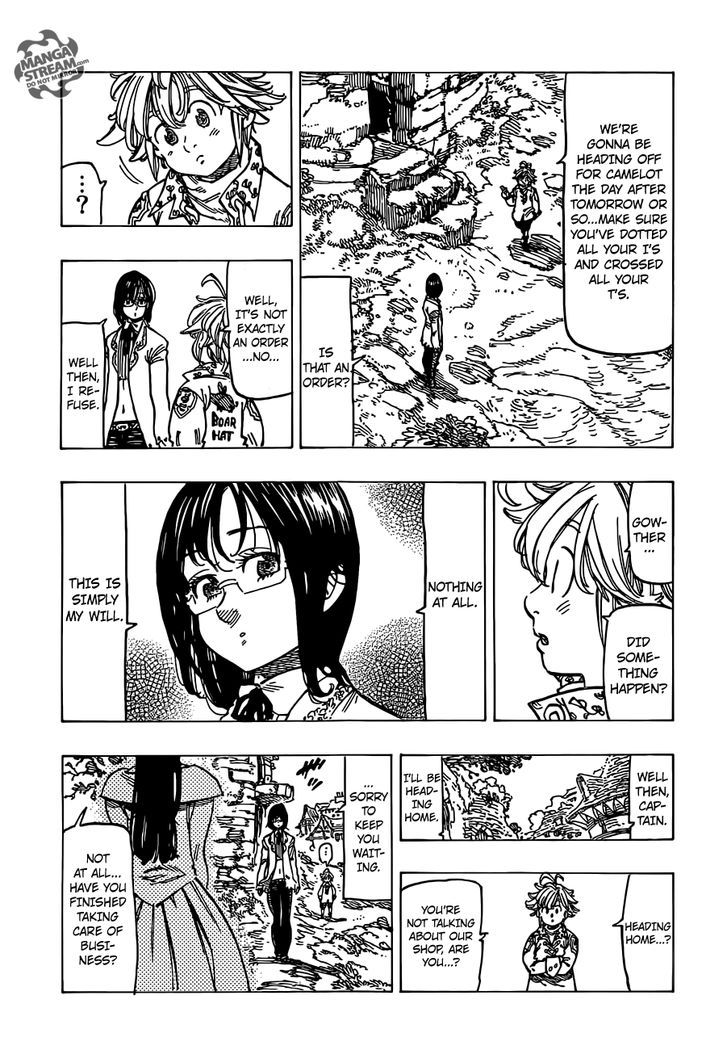 MANGA
STREAM.com
DO NOT MIRROR
WE'RE
GONNA BE
HEADING OFF
FOR CAMELOT
THE DAY AFTER
TOMORROW OR
SO...MAKE SURE
YOU'VE DOTTED
ALL YOUR I'S
AND CROSSED
ALL YOUR
T'S.
IS
THAT AN
ORDER?
...?
WELL,
IT'S NOT
EXACTLY
AN ORDER
...NO...
BOAR
HAT
WELL
THEN,
I RE-
FUSE.
GOW-
THER
...
DID
SOME-
THING
HAPPEN?
NOTHING
AT ALL.
THIS IS
SIMPLY
MY WILL.
WELL
THEN,
CAP-
TAIN.
I'LL BE
HEAD-
ING
HOME.
HEADING
HOME...?
YOU'RE
NOT TALKING
ABOUT OUR
SHOP, ARE
YOU...?
...
SORRY
TO
KEEP
YOU
WAIT-
ING.
...
NOT
AT ALL...
HAVE YOU
FINISHED
TAKING
CARE OF
BUSI-
NESS?